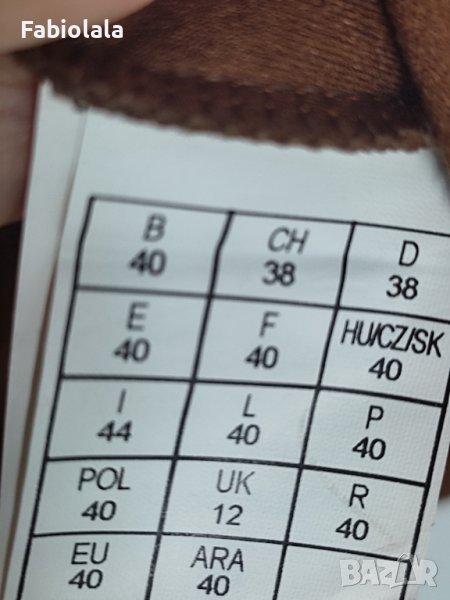 Fabiolala
B CH D
40 38 38
E F HU/CZ/SK
40 40 40
I L P
44 40 40
POL UK R
40 12 40
EU ARA
40 40
BAZAR